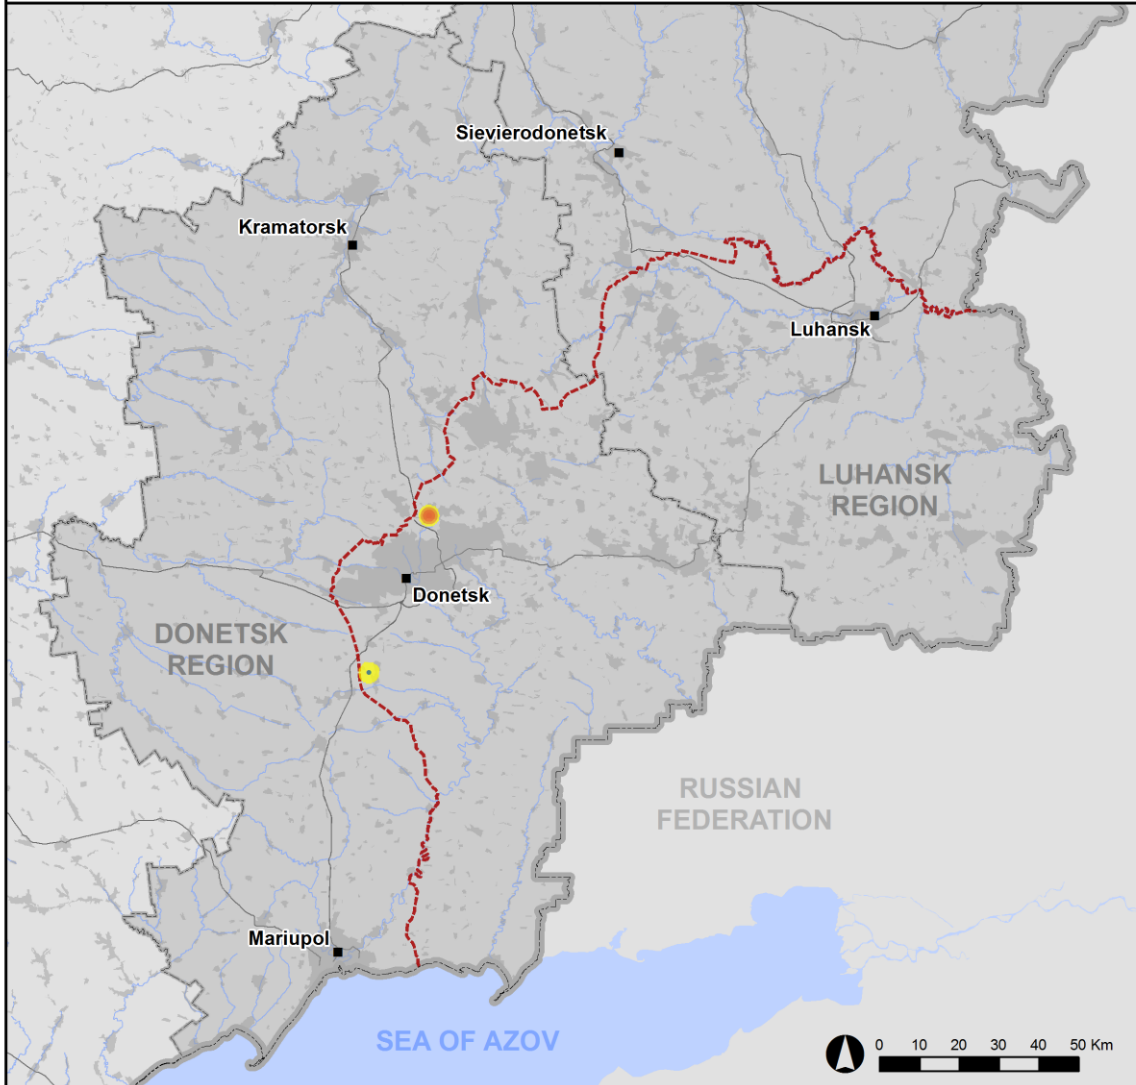 Sievierodonetsk
Kramatorsk
Luhansk
LUHANSK
REGION
Donetsk
DONETSK
REGION
RUSSIAN
FEDERATION
Mariupol
SEA OF AZOV
0 10 20 30 40 50 Km